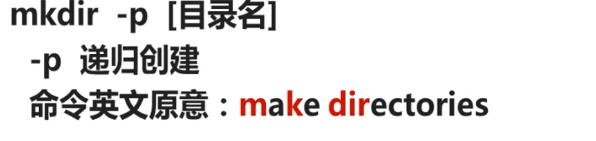 mkdir -p [目录名]
-p 递归创建
命令英文原意：make directories